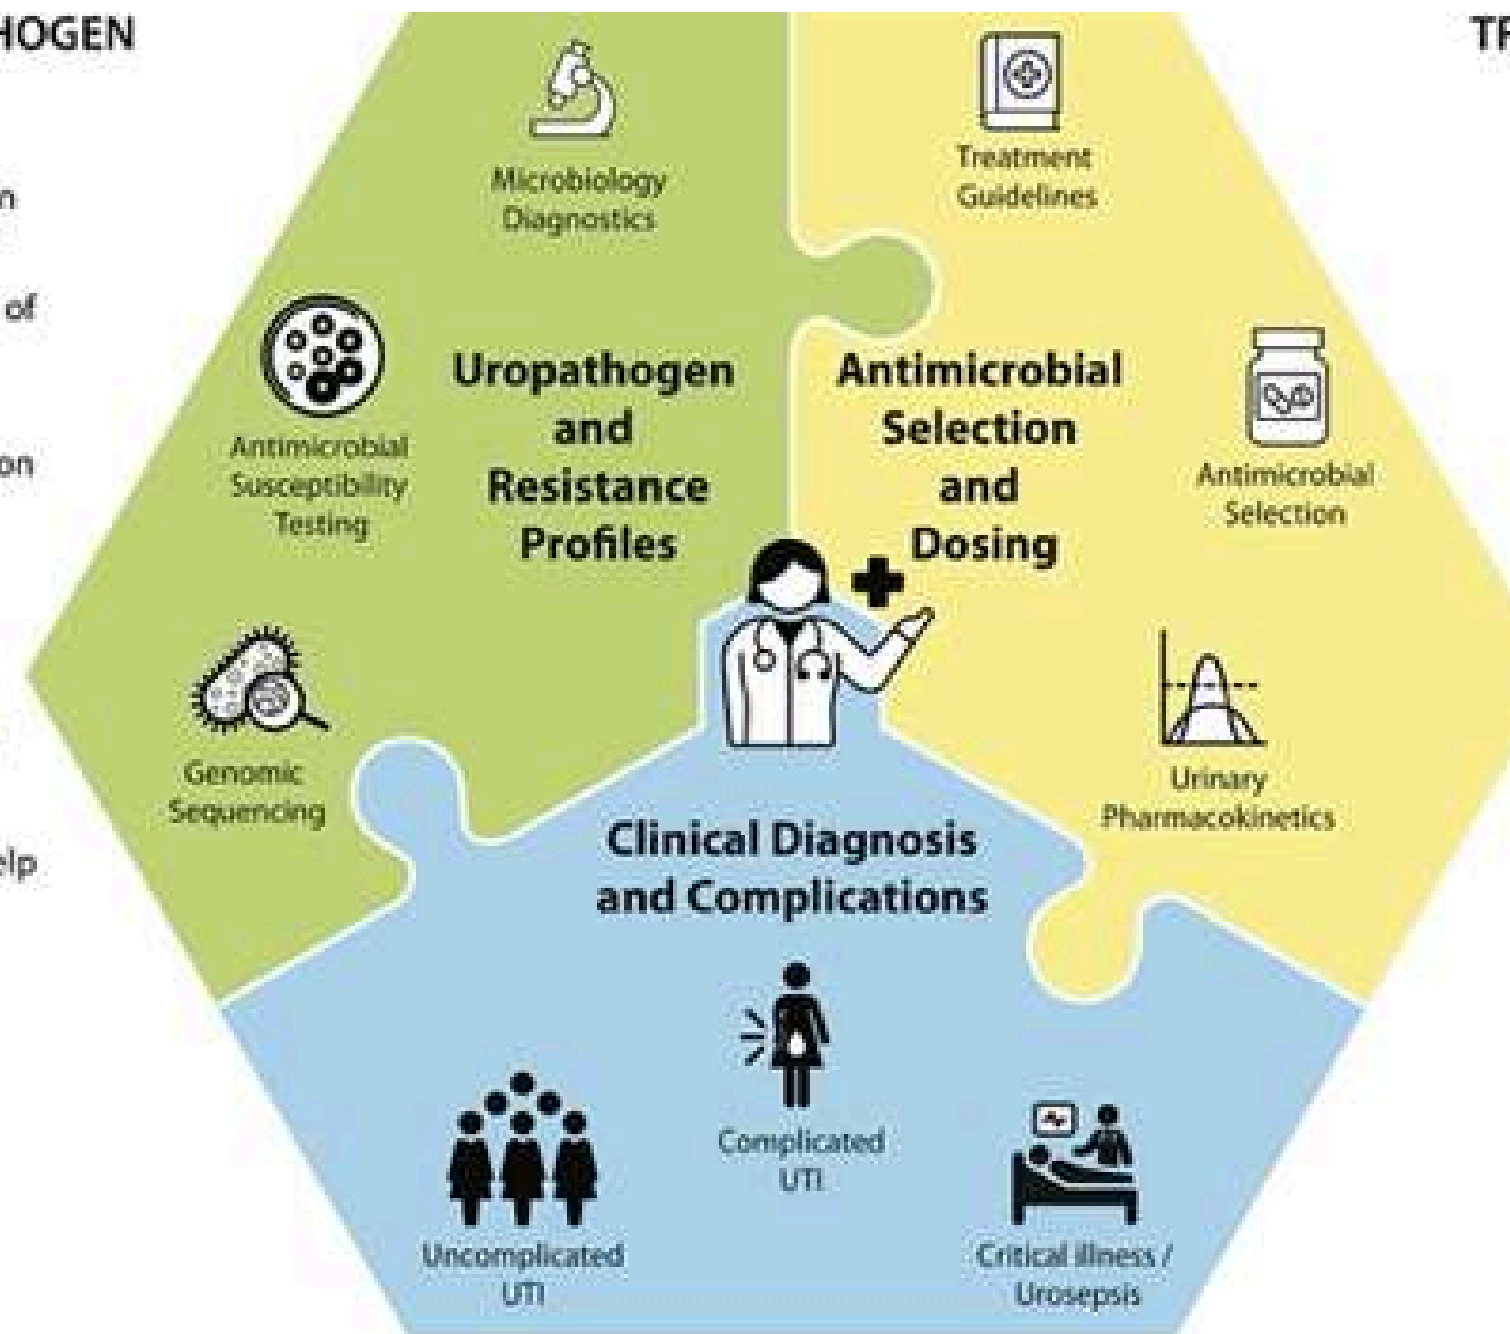 HOGEN
n
of
on
elp
TR
Microbiology
Diagnostics
Antimicrobial
Susceptibility
Testing
Genomic
Sequencing
Uropathogen
and
Resistance
Profiles
Treatment
Guidelines
Antimicrobial
Selection
and
Dosing
Antimicrobial
Selection
Urinary
Pharmacokinetics
Clinical Diagnosis
and Complications
Complicated
UTI
Uncomplicated
UTI
Critical illness /
Urosepsis